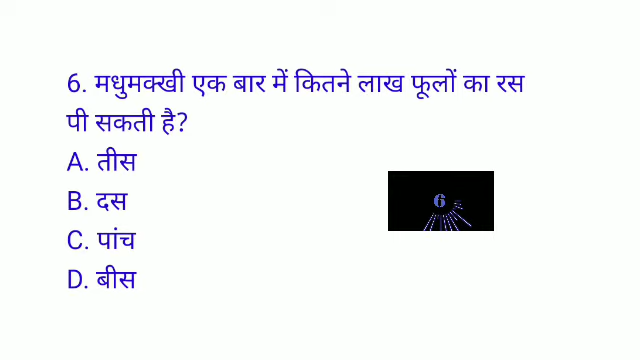 6. मधुमक्खी एक बार में कितने लाख फूलों का रस
पी सकती है?
A. तीस
B. दस
C. पांच
D. बीस
6